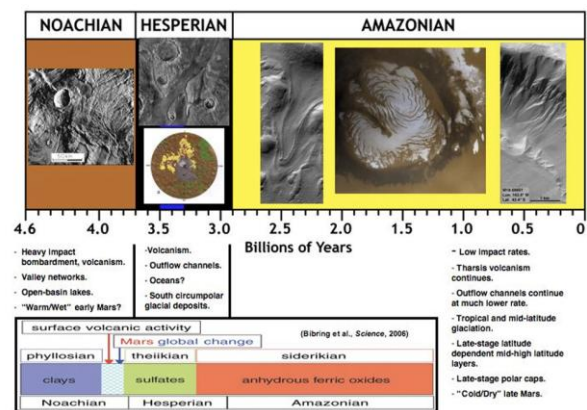 NOACHIAN HESPERIAN AMAZONIAN
4.6 4.0 3.5 3.0 2.5 2.0 1.5 1.0 0
Billions of Years
- Heavy impact
bombardment, volcanism.
- Valley networks.
- Open-basin lakes.
- "Warm/Wet" early Mars?
-Volcanism.
- Outflow channels.
- Oceans?
- South circumpolar
glacial deposits.
- Low impact rates.
- Tharsis volcanism
continues.
- Outflow channels continue
at much lower rate.
- Tropical and mid-latitude
glaciation.
- Late-stage latitude
dependent mid-high latitude
layers.
- Late-stage polar caps.
- "Cold/Dry" late Mars.
surface volcanic activity
(Bibring et al., Science, 2006)
Mars global change
phyllosian theiikian siderikian
clays sulfates anhydrous ferric oxides
Noachian Hesperian Amazonian